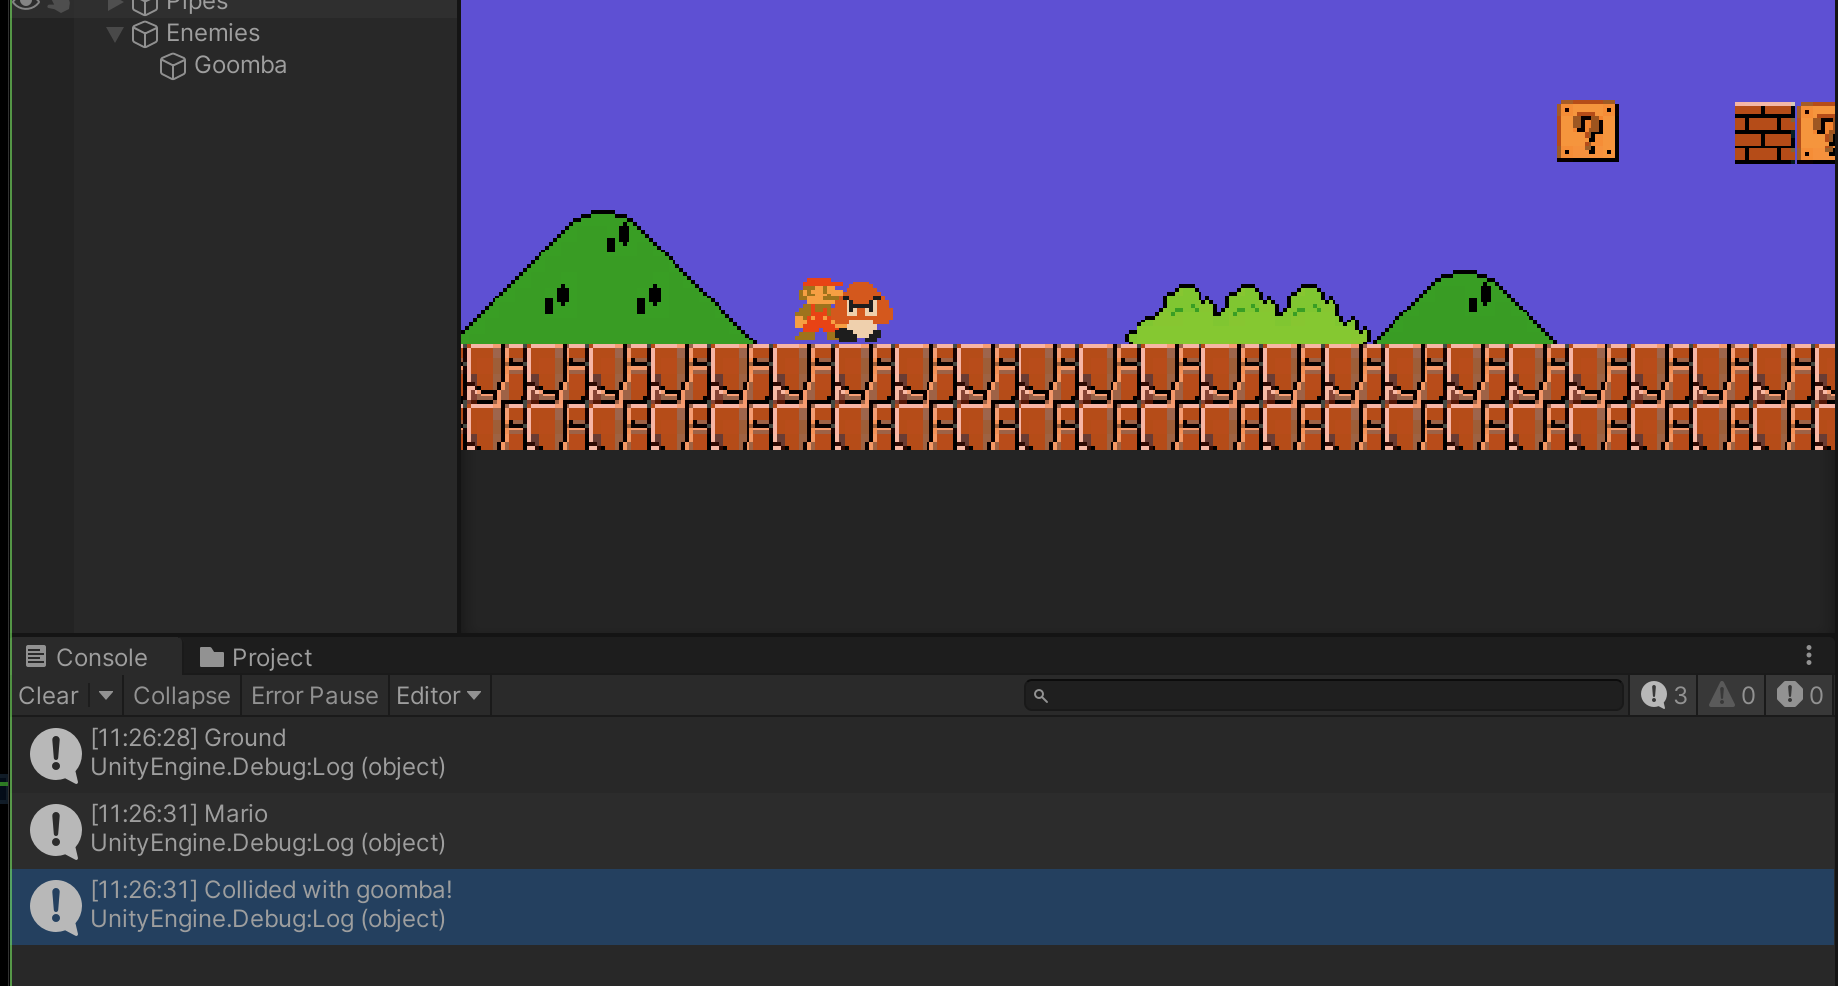 Pipes
Enemies
Goomba
?
?
Console
Project
Clear
Collapse
Error Pause
Editor
3
0
0
[11:26:28] Ground
UnityEngine.Debug:Log (object)
[11:26:31] Mario
UnityEngine.Debug:Log (object)
[11:26:31] Collided with goomba!
UnityEngine.Debug:Log (object)